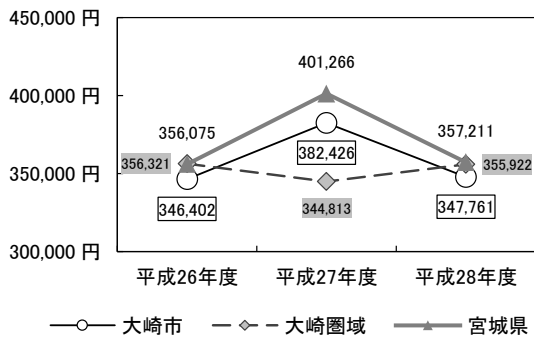 450,000 円
401,266
400,000 円
356,075
357,211
382,426
356,321
355,922
350,000 円
346,402
344,813
347,761
300,000 円
平成26年度 平成27年度 平成28年度
大崎市 大崎圏域 宮城県